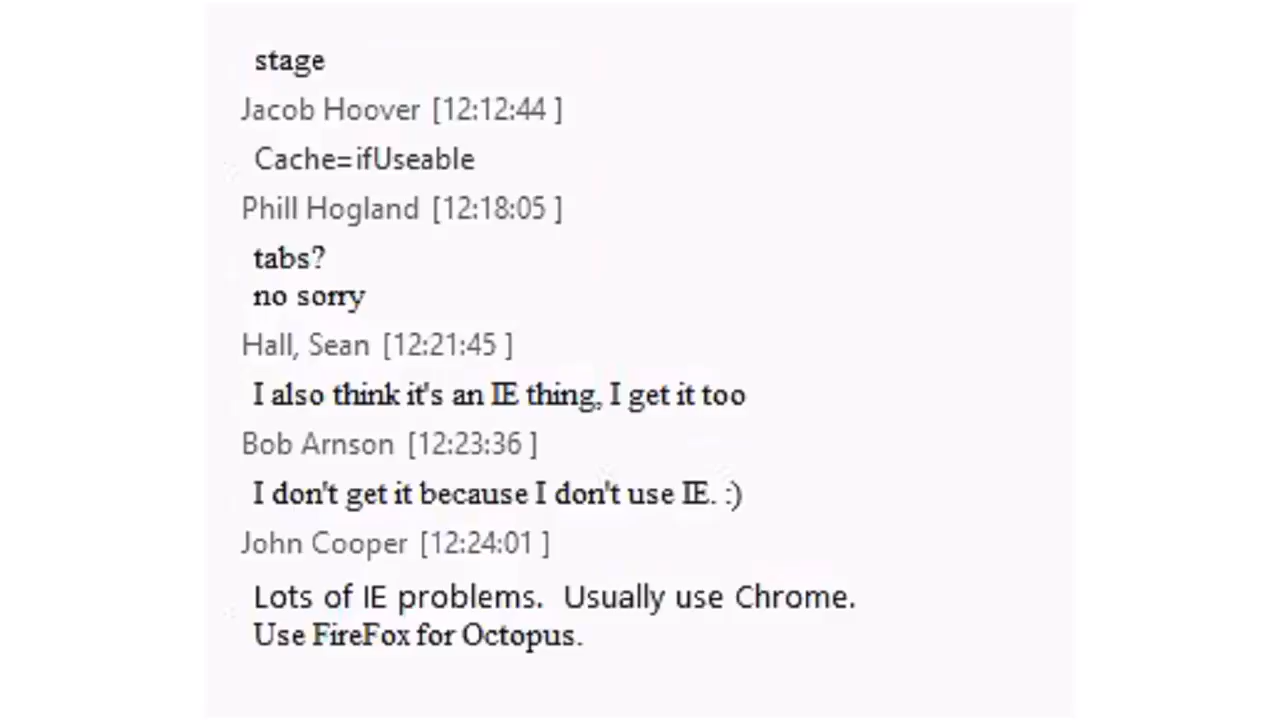 stage
Jacob Hoover [12:12:44 ]
Cache=ifUseable
Phill Hogland [12:18:05 ]
tabs?
no sorry
Hall, Sean [12:21:45 ]
I also think it's an IE thing, I get it too
Bob Arnson [12:23:36 ]
I don't get it because I don't use IE. :)
John Cooper [12:24:01 ]
Lots of IE problems.  Usually use Chrome.
Use FireFox for Octopus.